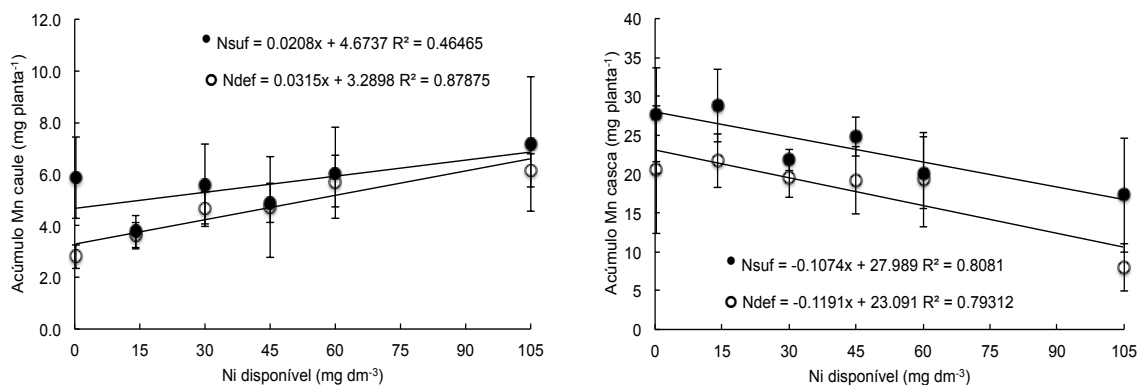 Acúmulo Mn caule (mg planta⁻¹)
12.0
10.0
8.0
6.0
4.0
2.0
0.0
Nsuf = 0.0208x + 4.6737 R² = 0.46465
Ndef = 0.0315x + 3.2898 R² = 0.87875
0 15 30 45 60 75 90 105
Ni disponível (mg dm⁻³)
Acúmulo Mn casca (mg planta⁻¹)
40
35
30
25
20
15
10
5
0
Nsuf = -0.1074x + 27.989 R² = 0.8081
Ndef = -0.1191x + 23.091 R² = 0.79312
0 15 30 45 60 75 90 105
Ni disponível (mg dm⁻³)